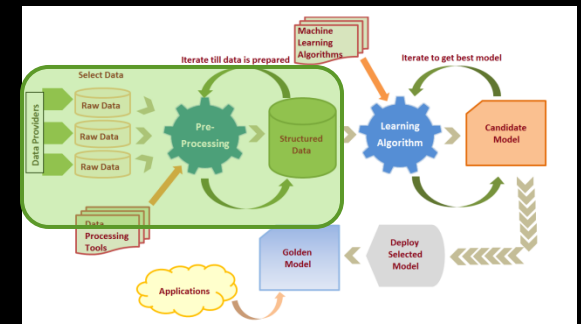 Machine
Learning
Algorithms
Iterate till data is prepared
Iterate to get best model
Select Data
Data Providers
Raw Data
Raw Data
Raw Data
Pre-
Processing
Structured
Data
Learning
Algorithm
Candidate
Model
Data
Processing
Tools
Golden
Model
Deploy
Selected
Model
Applications